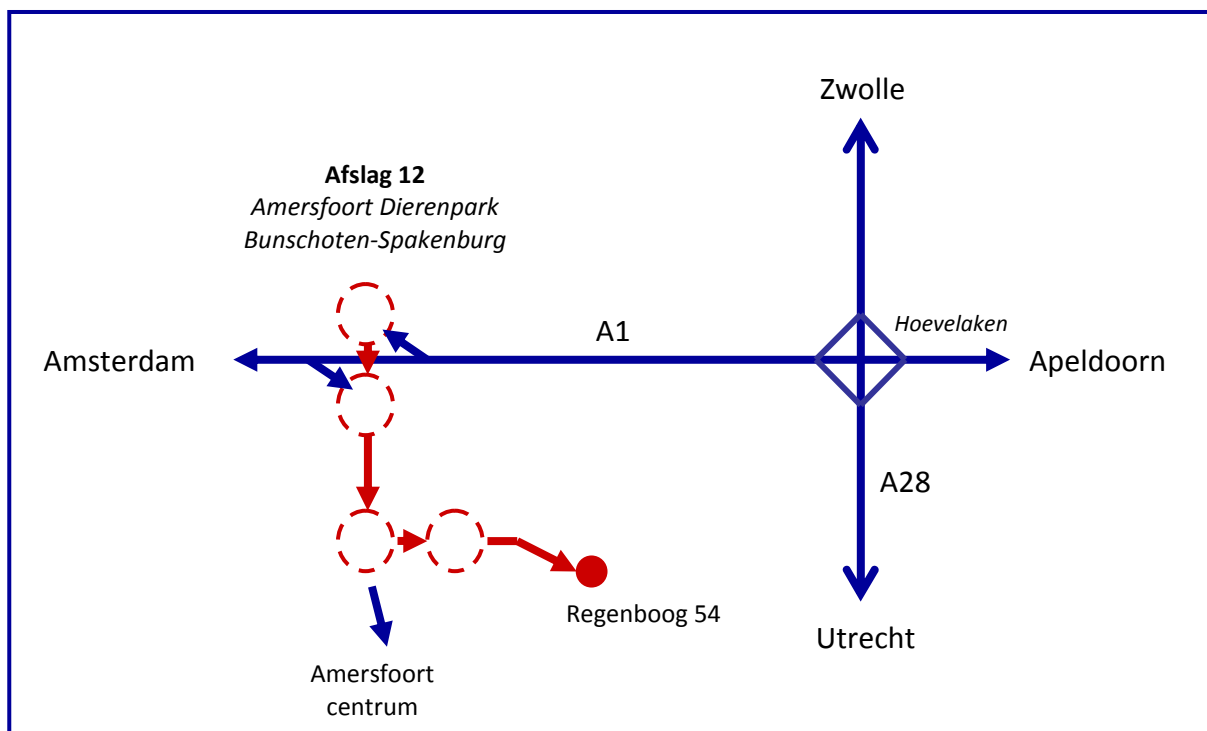 Zwolle
Afslag 12
Amersfoort Dierenpark
Bunschoten-Spakenburg
Hoevelaken
A1
Amsterdam
Apeldoorn
A28
Regenboog 54
Utrecht
Amersfoort
centrum